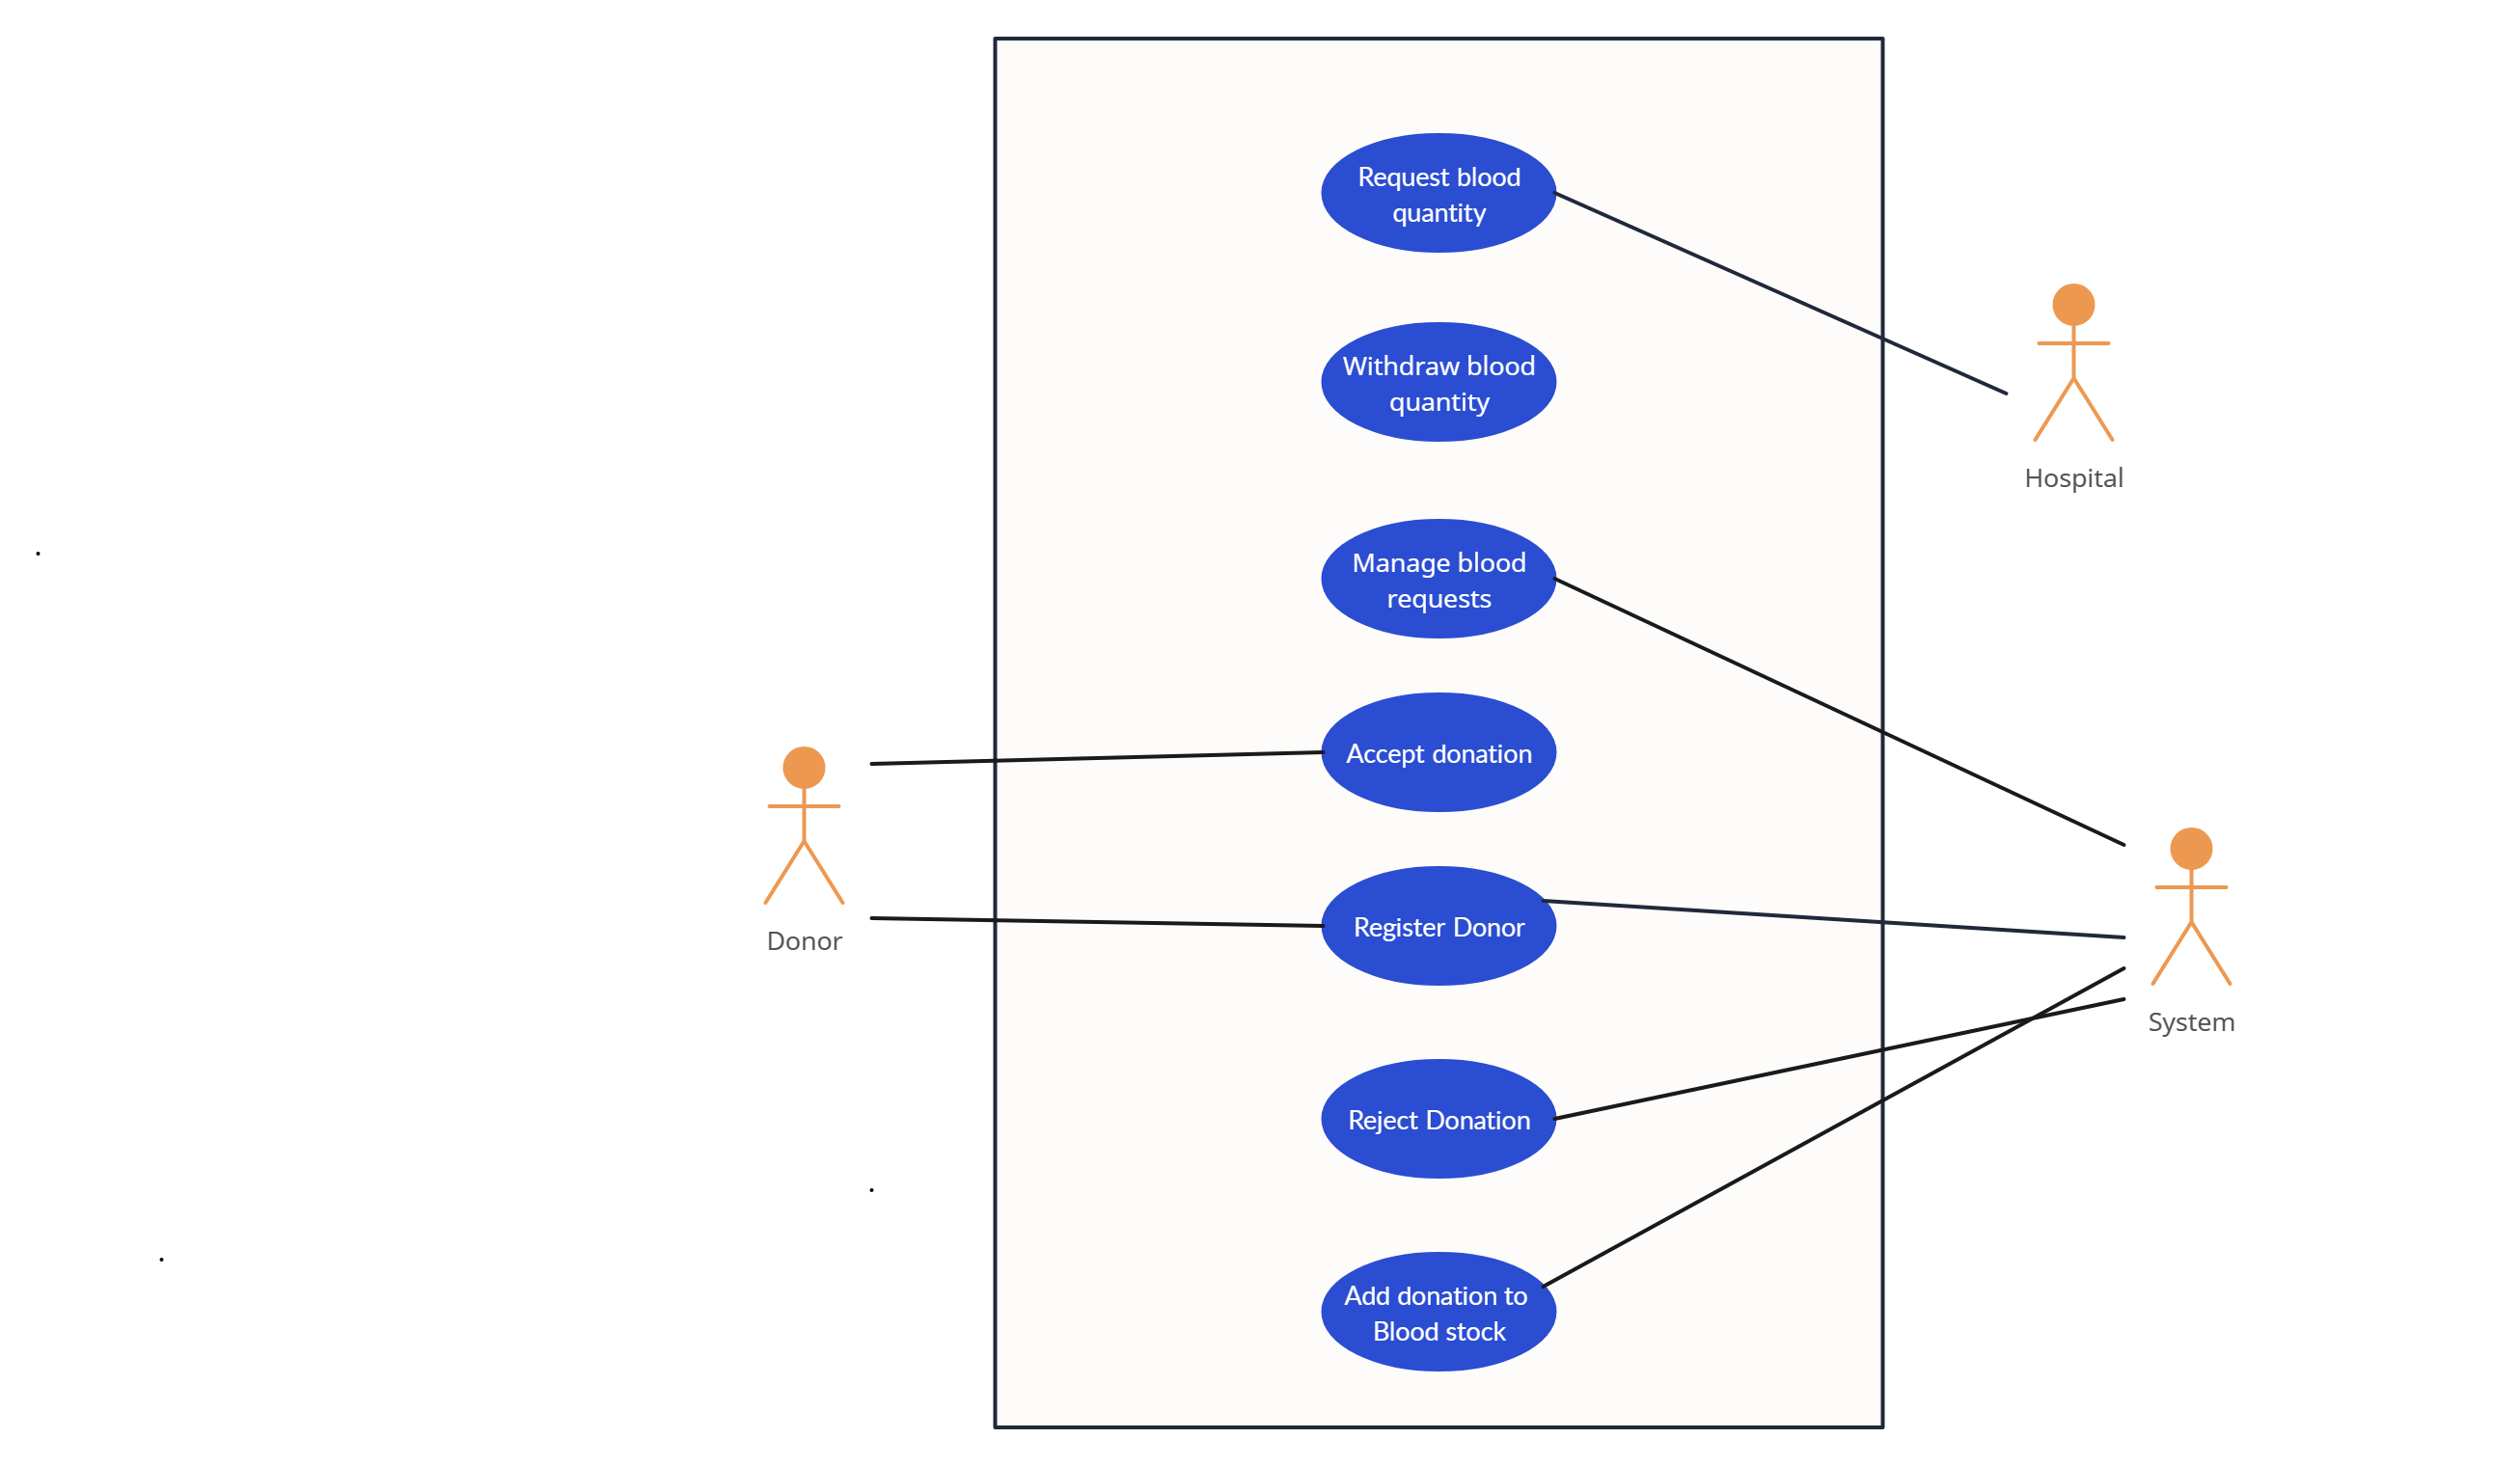 Request blood
quantity
Withdraw blood
quantity
Hospital
Manage blood
requests
Accept donation
Donor
Register Donor
System
Reject Donation
Add donation to
Blood stock